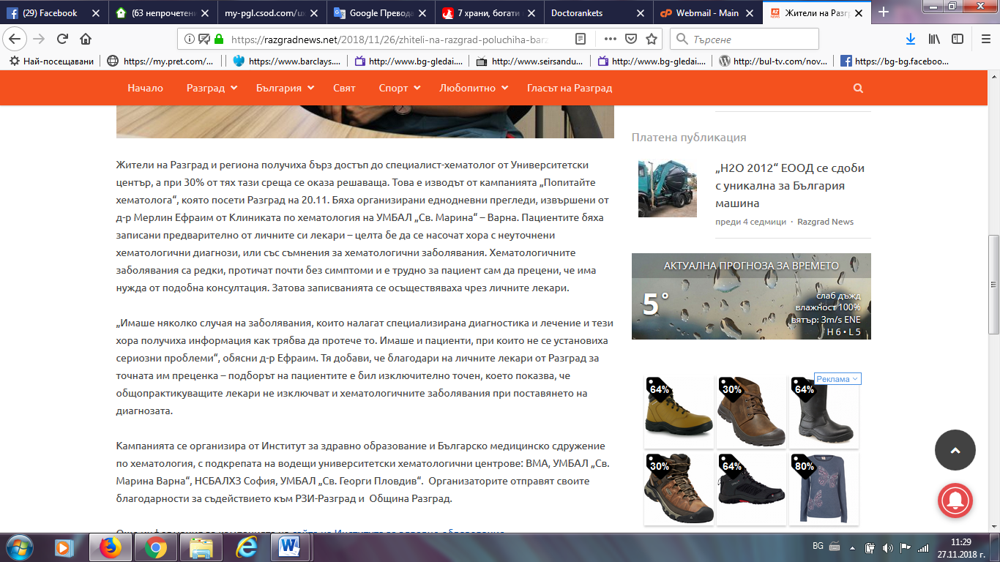 (29) Facebook
(63 непрочетени
my-pgl.csod.com/ux
Google Превода
7 храни, богати
Doctorankets
Webmail - Main
Жители на Разгр
https://razgradnews.net/2018/11/26/zhiteli-na-razgrad-poluchiha-barz
Търсене
Най-посещавани
https://my.pret.com/...
https://www.barclays....
http://www.bg-gledai....
http://www.seirsandu...
http://www.bg-gledai....
http://bul-tv.com/nov...
https://bg-bg.faceboo...
Начало
Разград
България
Свят
Спорт
Любопитно
Гласът на Разград
Жители на Разград и региона получиха бърз достъп до специалист-хематолог от Университетски
център, а при 30% от тях тази среща се оказа решаваща. Това е изводът от кампанията „Попитайте
хематолога“, която посети Разград на 20.11. Бяха организирани еднодневни прегледи, извършени от
д-р Мерлин Ефраим от Клиниката по хематология на УМБАЛ „Св. Марина“ – Варна. Пациентите бяха
записани предварително от личните си лекари – целта бе да се насочат хора с неуточнени
хематологични диагнози, или със съмнения за хематологични заболявания. Хематологичните
заболявания са редки, протичат почти без симптоми и е трудно за пациент сам да прецени, че има
нужда от подобна консултация. Затова записванията се осъществяваха чрез личните лекари.
„Имаше няколко случая на заболявания, които налагат специализирана диагностика и лечение и тези
хора получиха информация как трябва да протече то. Имаше и пациенти, при които не се установиха
сериозни проблеми“, обясни д-р Ефраим. Тя добави, че благодари на личните лекари от Разград за
точната им преценка – подборът на пациентите е бил изключително точен, което показва, че
общопрактикуващите лекари не изключват и хематологичните заболявания при поставянето на
диагнозата.
Кампанията се организира от Институт за здравно образование и Българско медицинско сдружение
по хематология, с подкрепата на водещи университетски хематологични центрове: ВМА, УМБАЛ „Св.
Марина Варна“, НСБАЛХЗ София, УМБАЛ „Св. Георги Пловдив“.  Организаторите отправят своите
благодарности за съдействието към РЗИ-Разград и  Община Разград.
Платена публикация
„Н2О 2012“ ЕООД се сдоби
с уникална за България
машина
преди 4 седмици · Razgrad News
АКТУАЛНА ПРОГНОЗА ЗА ВРЕМЕТО
5°
слаб дъжд
влажност 100%
вятър: 3m/s ENE
H 6 • L 5
Реклама
64%
30%
64%
30%
64%
80%
BG
11:29
27.11.2018 г.